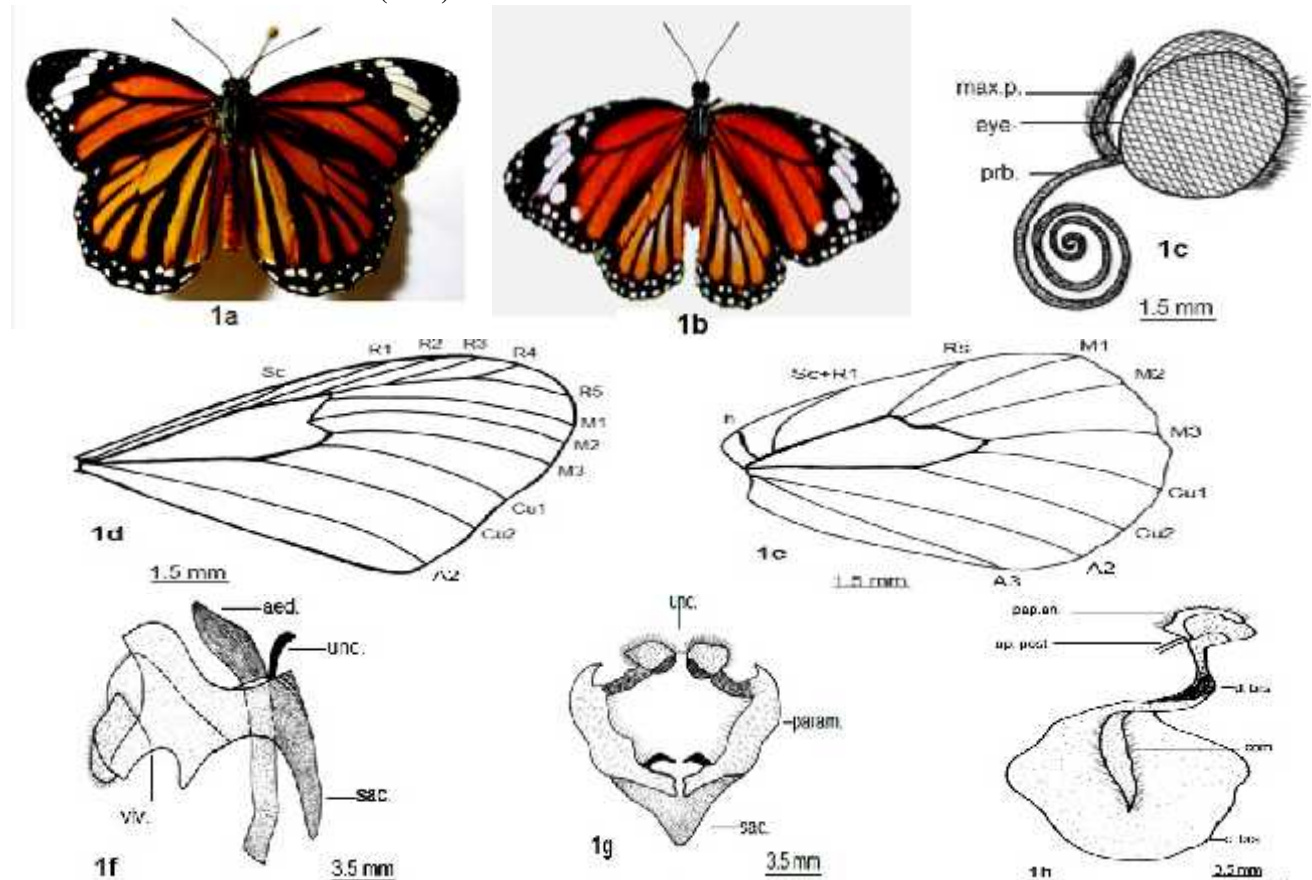 1a
1b
max.p.
eye
prb.
1c
1.5 mm
Sc
R1
R2
R3
R4
R5
M1
M2
M3
Cu1
Cu2
A2
1d
1.5 mm
h
Sc+R1
Rs
M1
M2
M3
Cu1
Cu2
A2
A3
1e
1.5 mm
aed.
unc.
sac.
viv.
1f
3.5 mm
unc.
param.
sac.
1g
3.5 mm
pap.an.
ap. post
1h